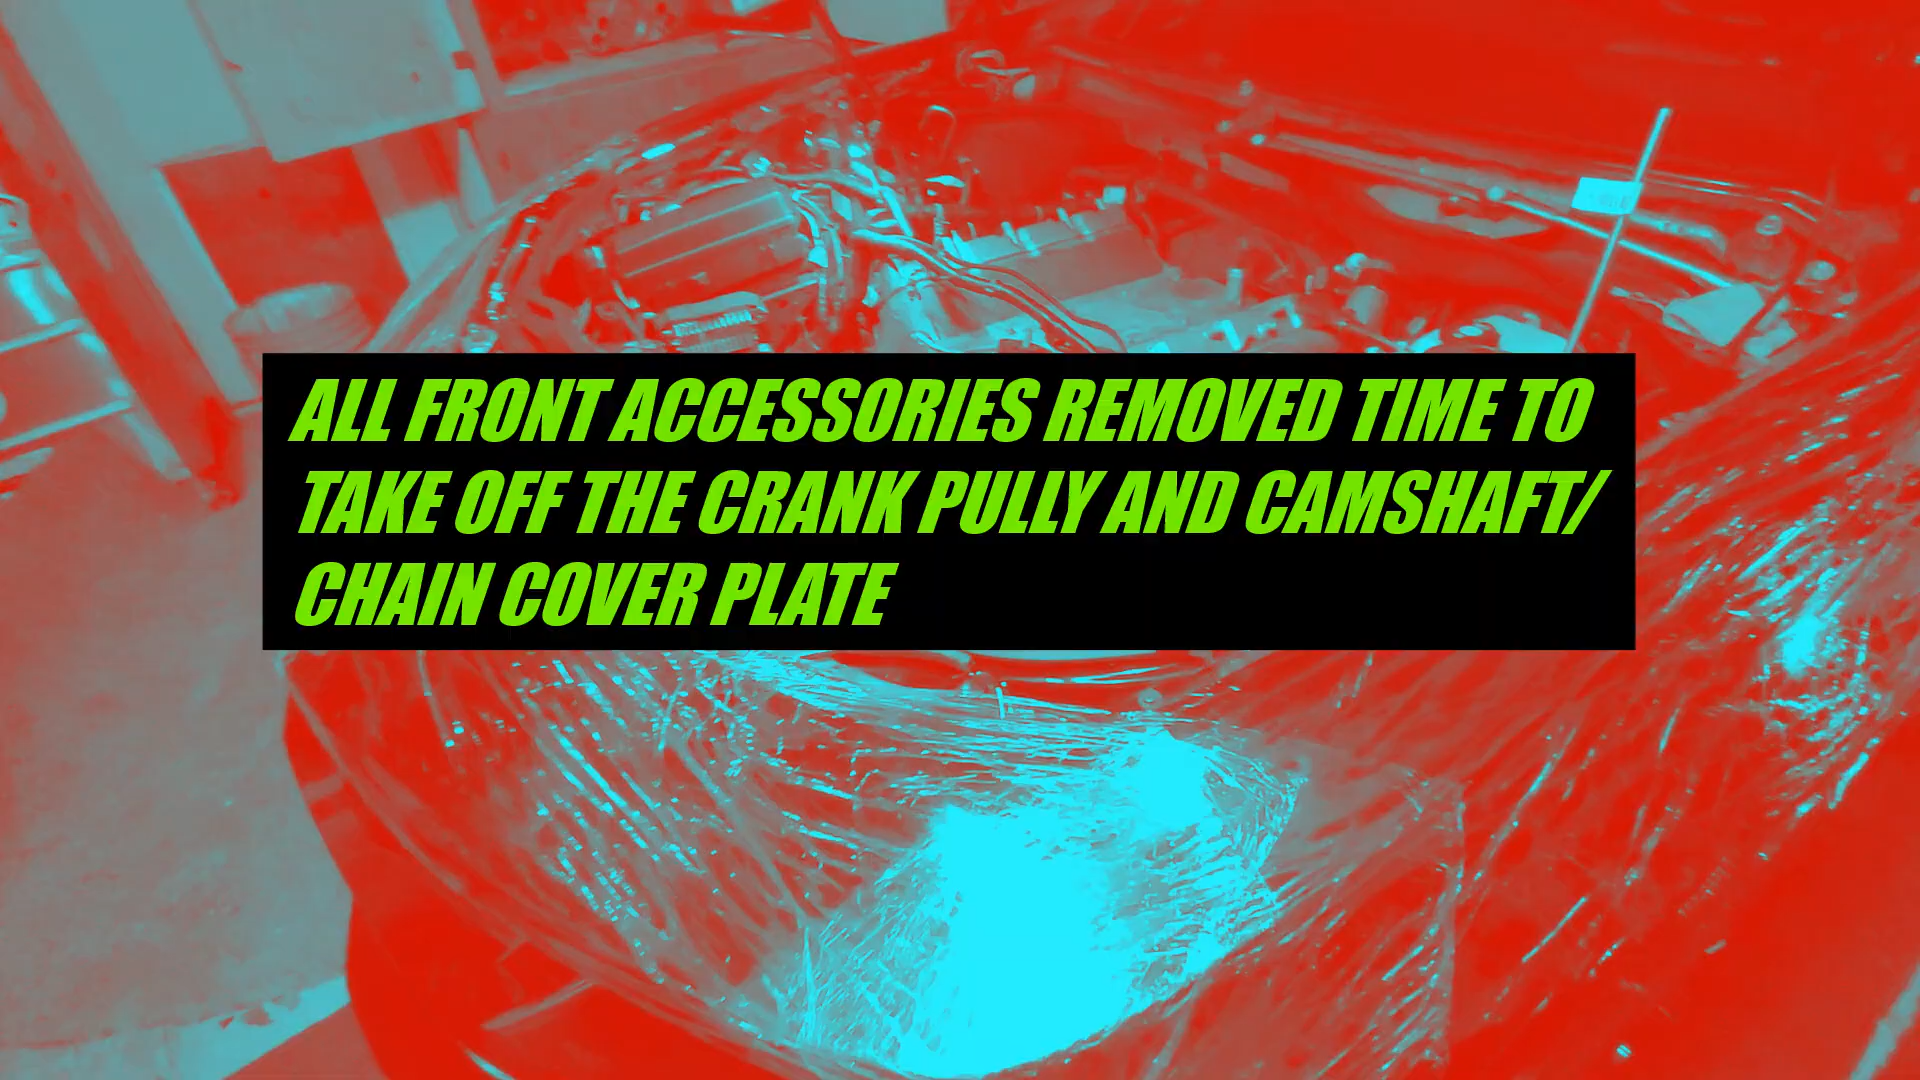 ALL FRONT ACCESSORIES REMOVED TIME TO
TAKE OFF THE CRANK PULLY AND CAMSHAFT/
CHAIN COVER PLATE